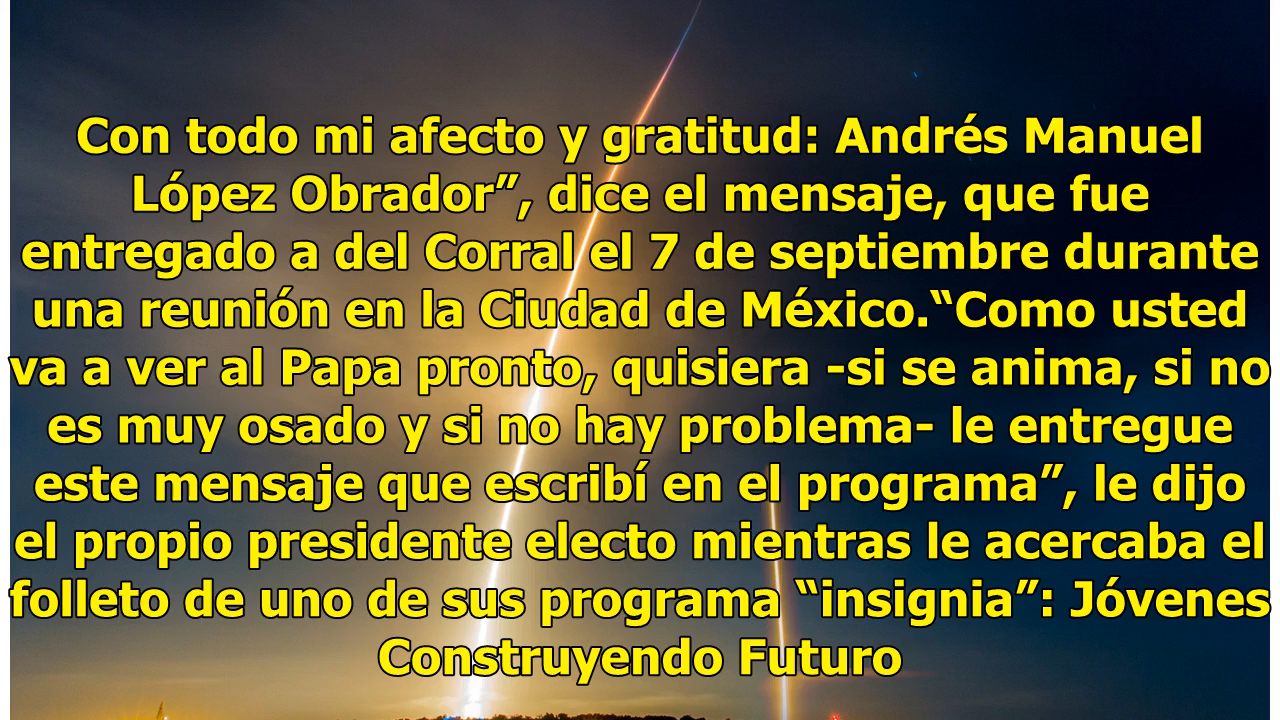 Con todo mi afecto y gratitud: Andrés Manuel
López Obrador”, dice el mensaje, que fue
entregado a del Corral el 7 de septiembre durante
una reunión en la Ciudad de México.“Como usted
va a ver al Papa pronto, quisiera -si se anima, si no
es muy osado y si no hay problema- le entregue
este mensaje que escribí en el programa”, le dijo
el propio presidente electo mientras le acercaba el
folleto de uno de sus programa “insignia”: Jóvenes
Construyendo Futuro